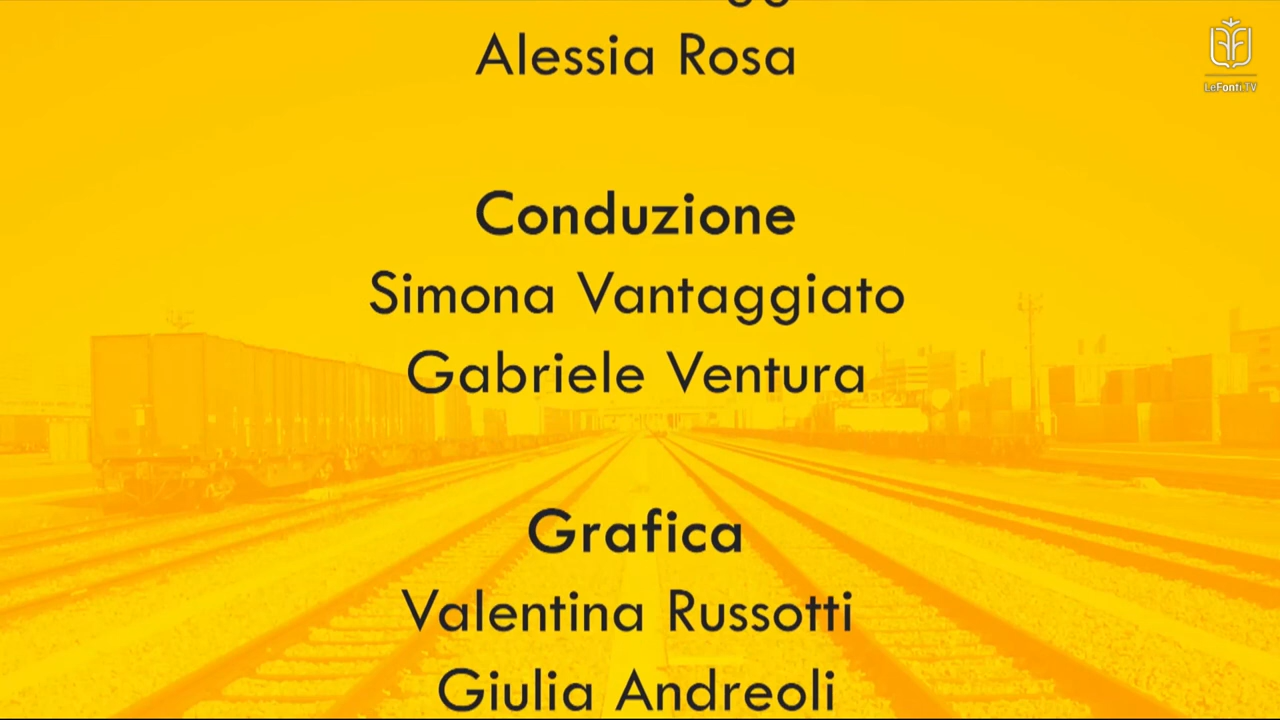 Alessia Rosa
LeFonti.TV
Conduzione
Simona Vantaggiato
Gabriele Ventura
Grafica
Valentina Russotti
Giulia Andreoli